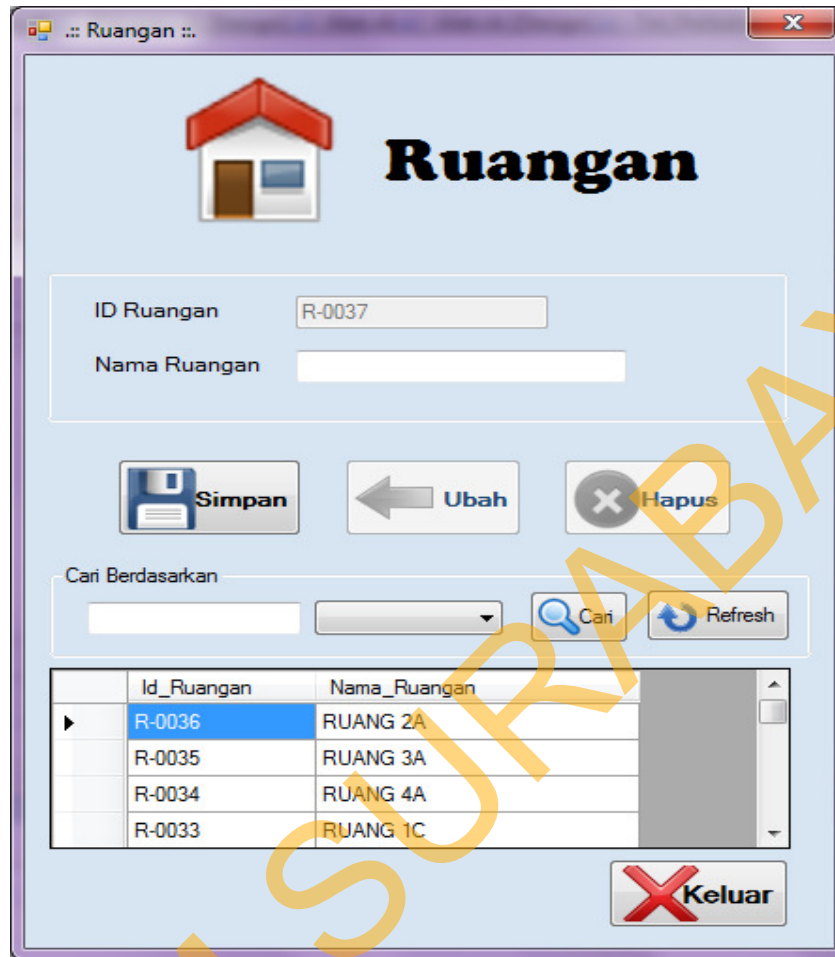 .:: Ruangan ::.
Ruangan
ID Ruangan R-0037
Nama Ruangan
Simpan Ubah Hapus
Cari Berdasarkan
Cari Refresh
Id_Ruangan Nama_Ruangan
R-0036 RUANG 2A
R-0035 RUANG 3A
R-0034 RUANG 4A
R-0033 RUANG 1C
Keluar
SURABAY